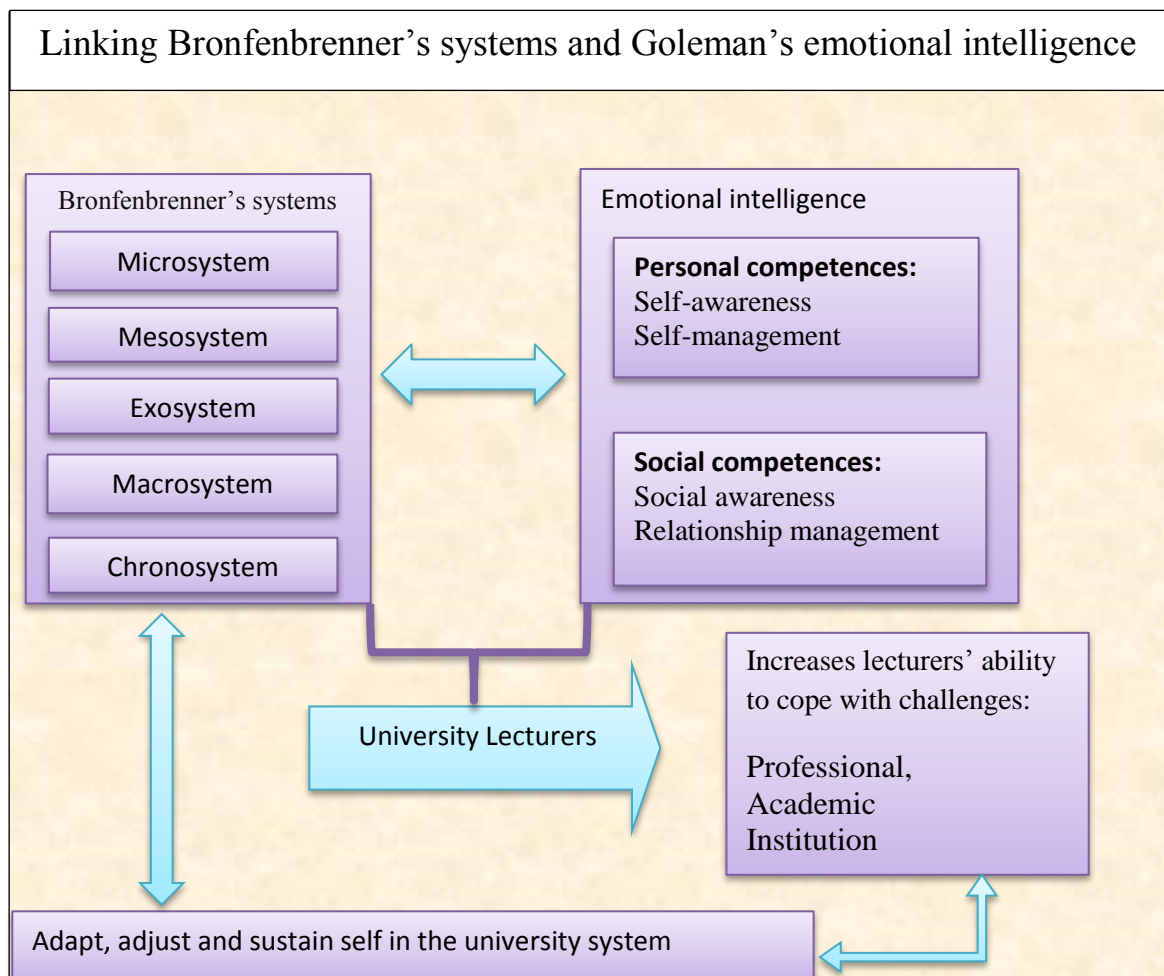 Linking Bronfenbrenner’s systems and Goleman’s emotional intelligence
Bronfenbrenner’s systems
Microsystem
Mesosystem
Exosystem
Macrosystem
Chronosystem
Emotional intelligence
Personal competences:
Self-awareness
Self-management
Social competences:
Social awareness
Relationship management
University Lecturers
Increases lecturers’ ability
to cope with challenges:
Professional,
Academic
Institution
Adapt, adjust and sustain self in the university system